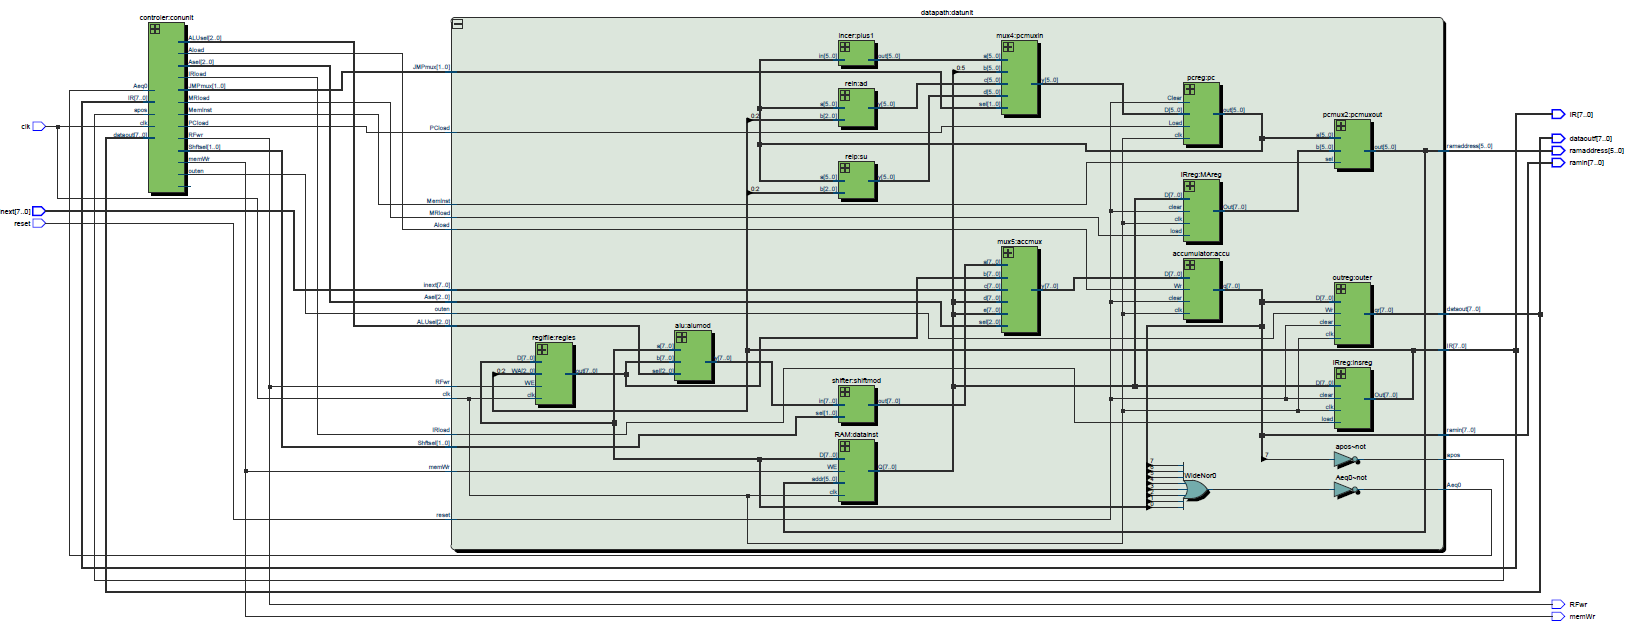 controler:conunit
ALUsel[2..0]
Aload
Asel[2..0]
IRload
JMPmux[1..0]
MRload
MemInst
PCload
RFwr
Shftsel[1..0]
memWr
outen
Aeq0
IR[7..0]
apos
clk
dataout[7..0]
clk
inext[7..0]
reset
datapath:datunit
JMPmux[1..0]
PCload
MemInst
MRload
Aload
inext[7..0]
Asel[2..0]
outen
ALUsel[2..0]
RFwr
clk
IRload
Shftsel[1..0]
memWr
reset
incer:plus1
in[5..0]
out[5..0]
reln:ad
a[5..0]
b[2..0]
y[5..0]
0:2
relp:su
a[5..0]
b[2..0]
y[5..0]
0:2
mux4:pcmuxin
a[5..0]
b[5..0]
c[5..0]
d[5..0]
sel[1..0]
y[5..0]
0:5
pcreg:pc
Clear
D[5..0]
Load
clk
out[5..0]
pcmux2:pcmuxout
a[5..0]
b[5..0]
sel
out[5..0]
IRreg:MAreg
D[7..0]
clear
clk
load
Out[7..0]
mux5:accmux
a[7..0]
b[7..0]
c[7..0]
d[7..0]
e[7..0]
sel[2..0]
y[7..0]
accumulator:accu
D[7..0]
Wr
clear
clk
q[7..0]
outreg:outer
D[7..0]
Wr
clear
clk
qr[7..0]
regfile:regles
D[7..0]
0:2
WA[2..0]
WE
clk
out[7..0]
alu:alumod
a[7..0]
b[7..0]
sel[2..0]
y[7..0]
shifter:shiftmod
in[7..0]
sel[1..0]
out[7..0]
RAM:datainst
D[7..0]
WE
addr[5..0]
clk
Q[7..0]
IRreg:insreg
D[7..0]
clear
clk
load
Out[7..0]
WideNor0
7
apos~not
Aeq0~not
ramaddress[5..0]
dataout[7..0]
IR[7..0]
ramin[7..0]
apos
Aeq0
IR[7..0]
dataoutf[7..0]
ramaddress[5..0]
ramin[7..0]
RFwr
memWr